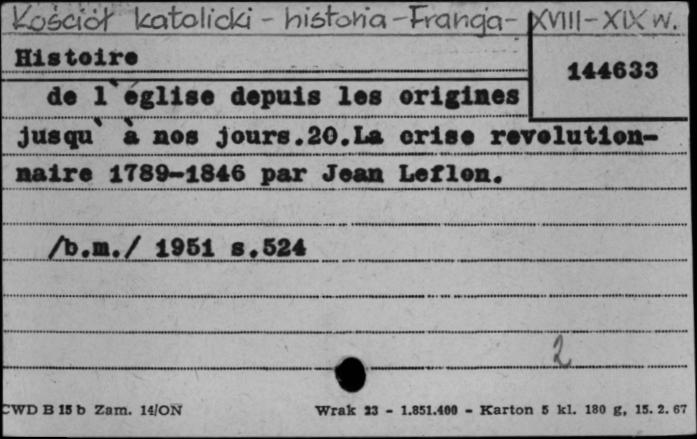 Kościół katolicki - historia - Francja - XVIII - XIX w.
Histoire
144633
de l`église depuis les origines
jusqu` à nos jours.20.La crise revolution-
naire 1789-1846 par Jean Leflon.
/b.m./ 1951 s.524
2
CWD B 15 b Zam. 14/ON Wrak 23 - 1.851.400 - Karton 5 kl. 180 g, 15. 2. 67